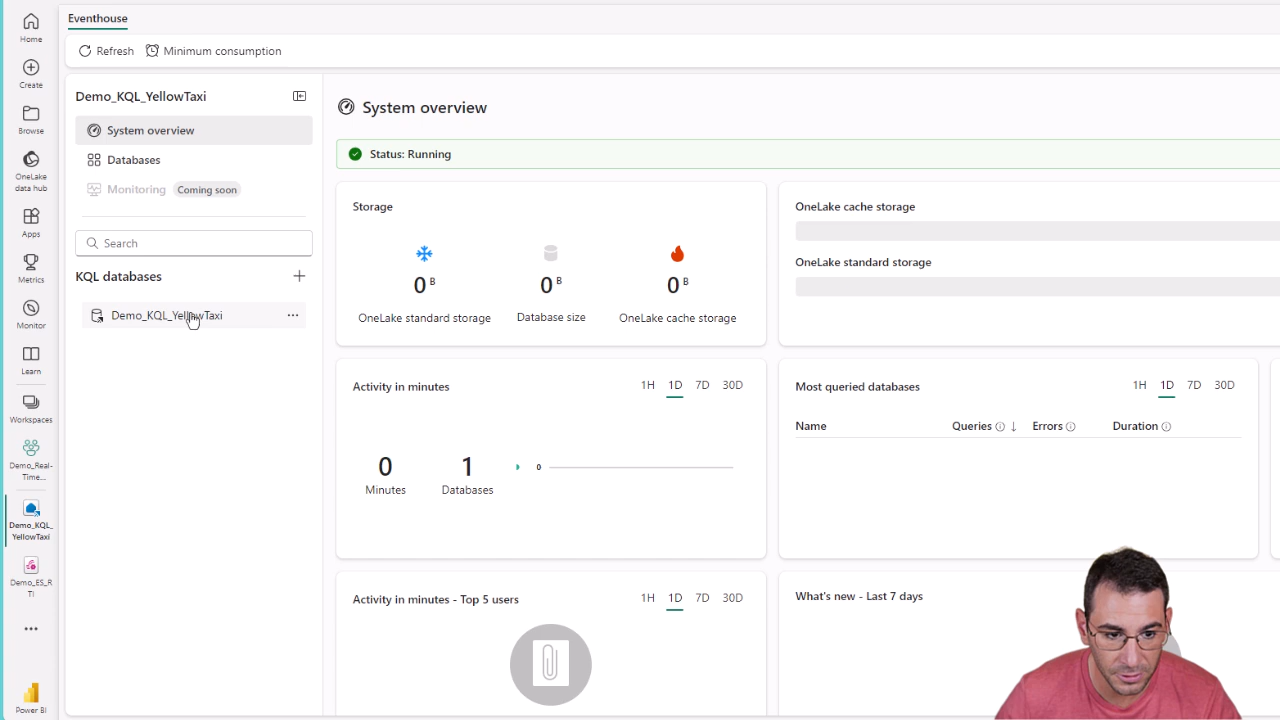 Eventhouse
Refresh
Minimum consumption
Home
Create
Browse
OneLake
data hub
Apps
Metrics
Monitor
Learn
Workspaces
Demo_Real-
Time...
Demo_KQL_
YellowTaxi
Demo_ES_R
TI
Power BI
Demo_KQL_YellowTaxi
System overview
Databases
Monitoring Coming soon
Search
KQL databases
Demo_KQL_YellowTaxi
System overview
Status: Running
Storage
0 B
0 B
0 B
OneLake standard storage
Database size
OneLake cache storage
OneLake cache storage
OneLake standard storage
Activity in minutes
1H 1D 7D 30D
0
Minutes
1
Databases
0
Most queried databases
1H 1D 7D 30D
Name Queries Errors Duration
Activity in minutes - Top 5 users
1H 1D 7D 30D
What's new - Last 7 days